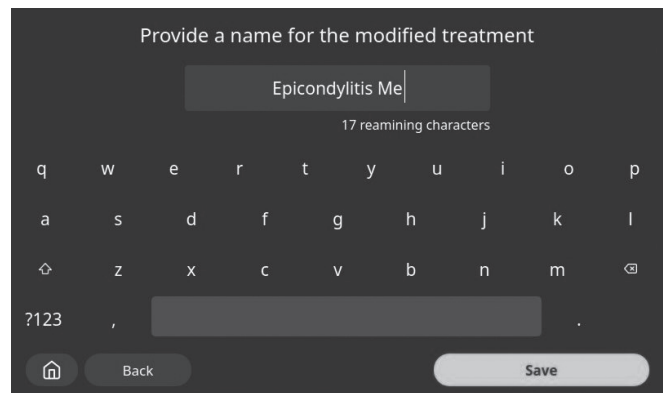 Provide a name for the modified treatment
Epicondylitis Me
17 reamining characters
q w e r t y u i o p
a s d f g h j k l
z x c v b n m
?123 , .
Back Save